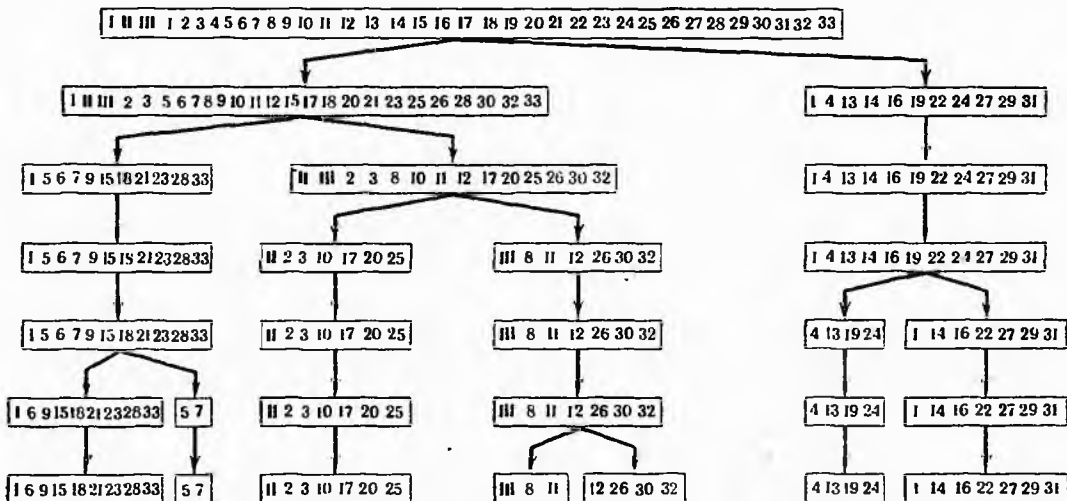 I II III 1 2 3 4 5 6 7 8 9 10 11 12 13 14 15 16 17 18 19 20 21 22 23 24 25 26 27 28 29 30 31 32 33
I II III 2 3 5 6 7 8 9 10 11 12 15 17 18 20 21 23 25 26 28 30 32 33
1 4 13 14 16 19 22 24 27 29 31
I 5 6 7 9 15 18 21 23 28 33
II III 2 3 8 10 11 12 17 20 25 26 30 32
1 4 13 14 16 19 22 24 27 29 31
I 5 6 7 9 15 18 21 23 28 33
II 2 3 10 17 20 25
III 8 11 12 26 30 32
1 4 13 14 16 19 22 24 27 29 31
I 5 6 7 9 15 18 21 23 28 33
II 2 3 10 17 20 25
III 8 11 12 26 30 32
4 13 19 24
1 14 16 22 27 29 31
I 6 9 15 18 21 23 28 33
5 7
II 2 3 10 17 20 25
III 8 11 12 26 30 32
4 13 19 24
1 14 16 22 27 29 31
I 6 9 15 18 21 23 28 33
5 7
II 2 3 10 17 20 25
III 8 11
12 26 30 32
4 13 19 24
1 14 16 22 27 29 31